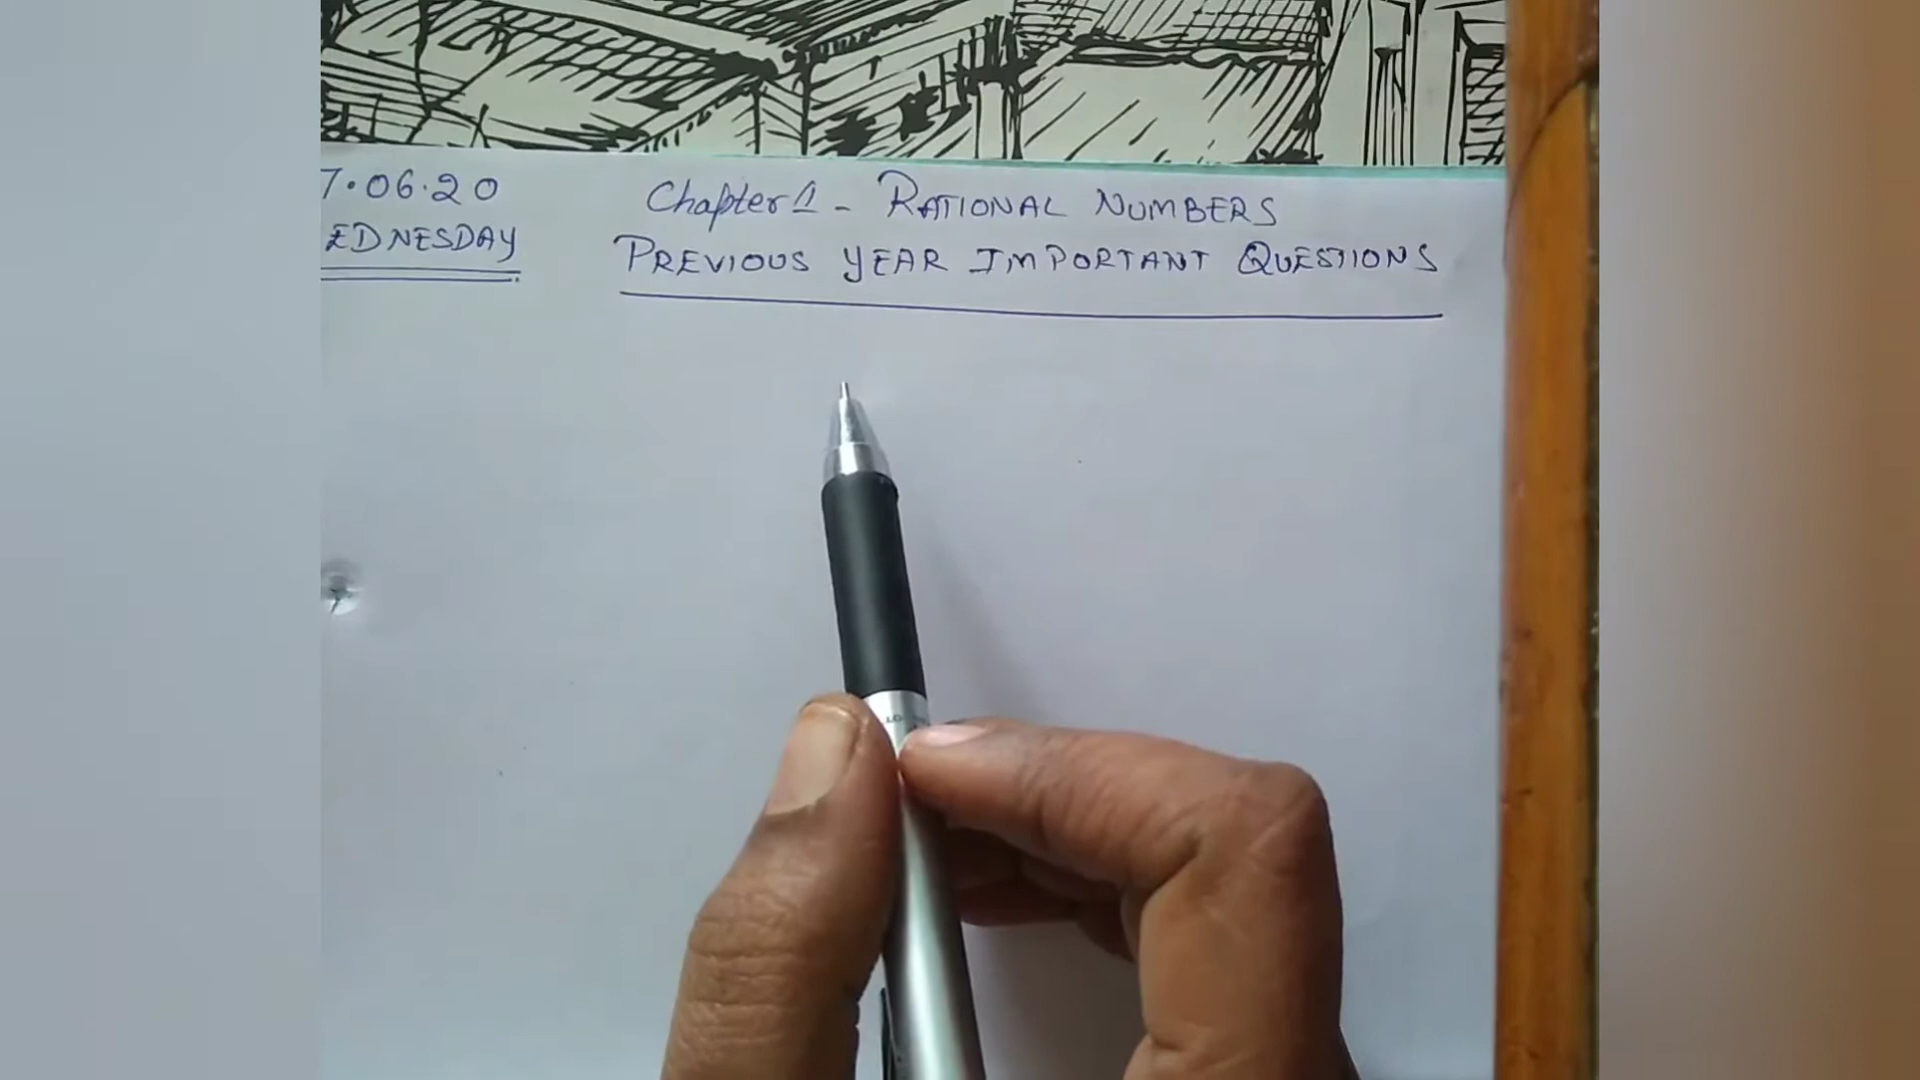 7.06.20
EDNESDAY
Chapter 1 - RATIONAL NUMBERS
PREVIOUS YEAR IMPORTANT QUESTIONS